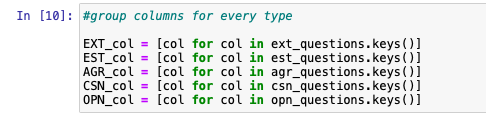 In [10]: #group columns for every type
EXT_col = [col for col in ext_questions.keys()]
EST_col = [col for col in est_questions.keys()]
AGR_col = [col for col in agr_questions.keys()]
CSN_col = [col for col in csn_questions.keys()]
OPN_col = [col for col in opn_questions.keys()]